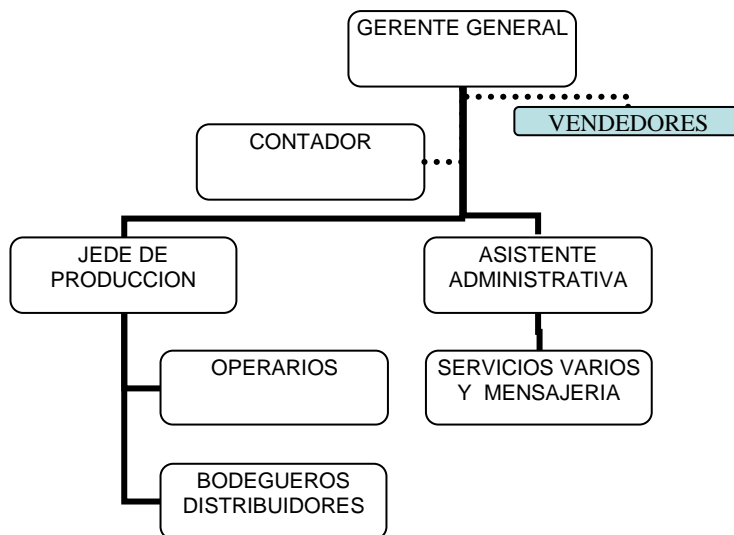 GERENTE GENERAL
VENDEDORES
CONTADOR
JEDE DE
PRODUCCION
ASISTENTE
ADMINISTRATIVA
OPERARIOS
SERVICIOS VARIOS
Y MENSAJERIA
BODEGUEROS
DISTRIBUIDORES